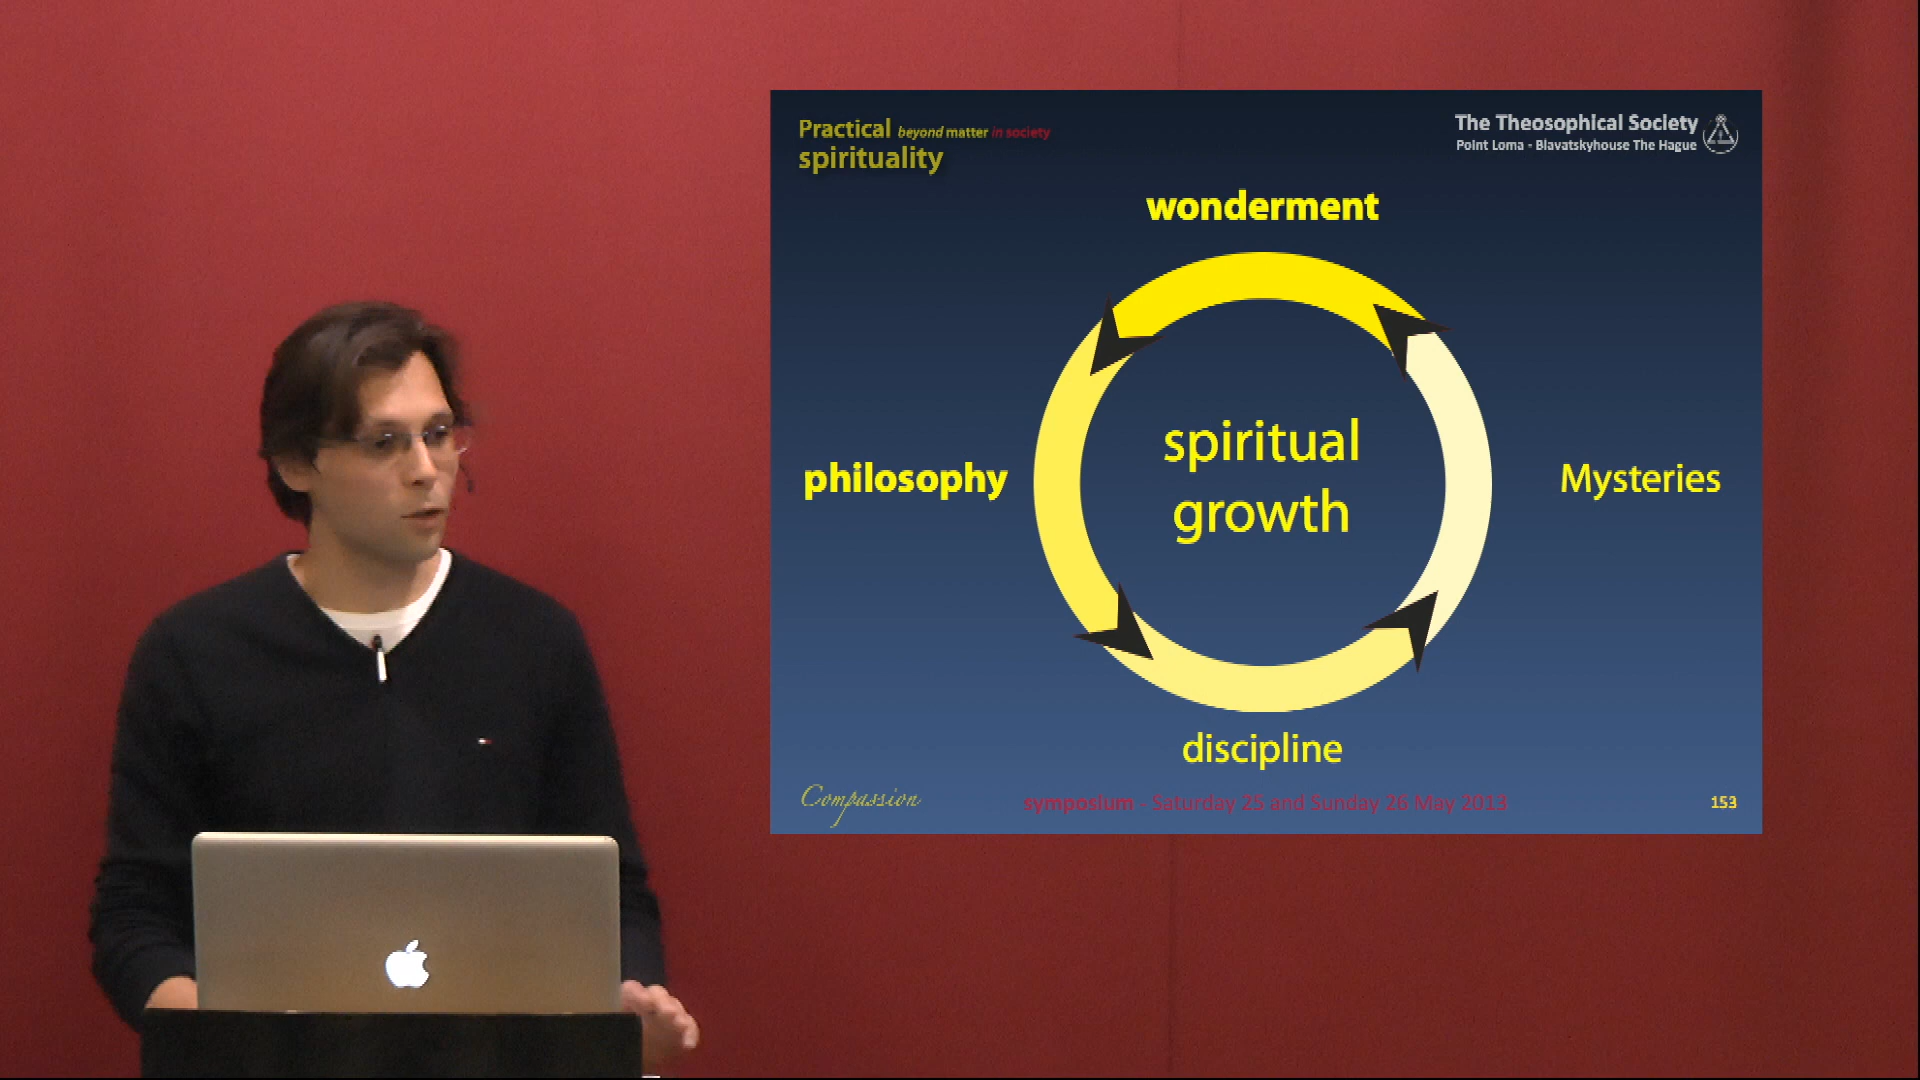 Practical beyond matter in society
spirituality
The Theosophical Society
Point Loma - Blavatskyhouse The Hague
wonderment
philosophy
spiritual
growth
Mysteries
discipline
Compassion
symposium - Saturday 25 and Sunday 26 May 2013
153